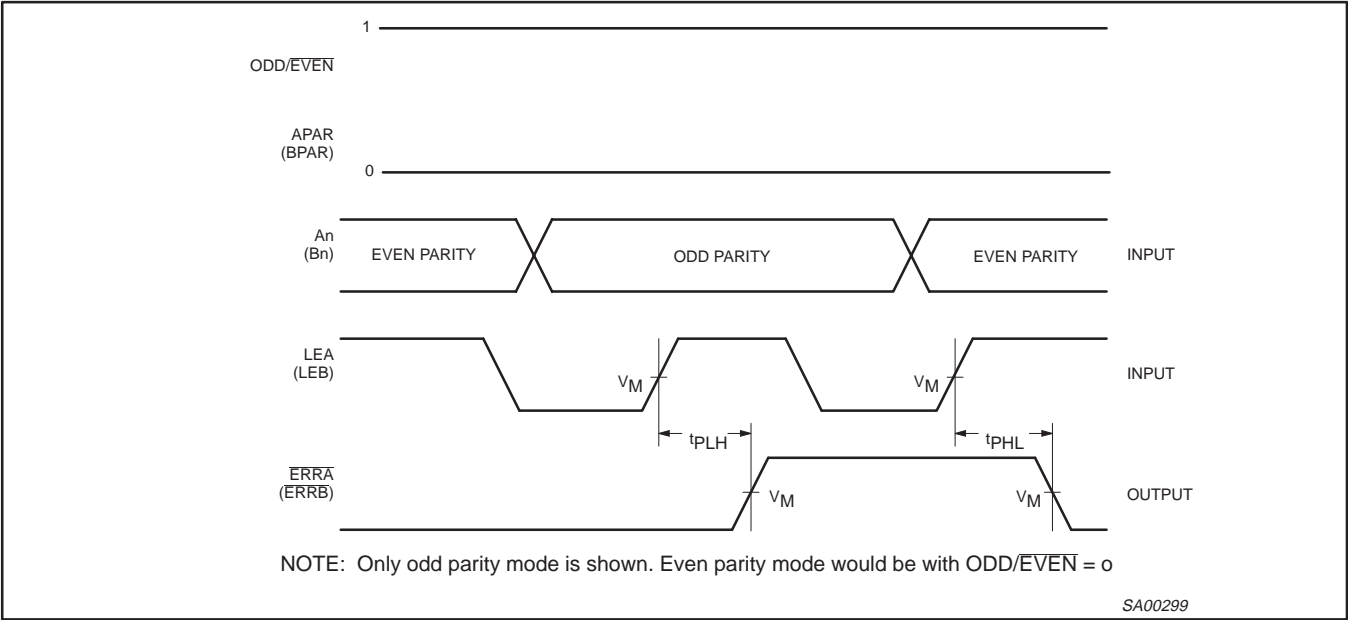 1
ODD/EVEN
APAR
(BPAR)
0
An
(Bn)
EVEN PARITY
ODD PARITY
EVEN PARITY
INPUT
LEA
(LEB)
VM
VM
INPUT
tPLH
tPHL
ERRA
(ERRB)
VM
VM
OUTPUT
NOTE: Only odd parity mode is shown. Even parity mode would be with ODD/EVEN = o
SA00299